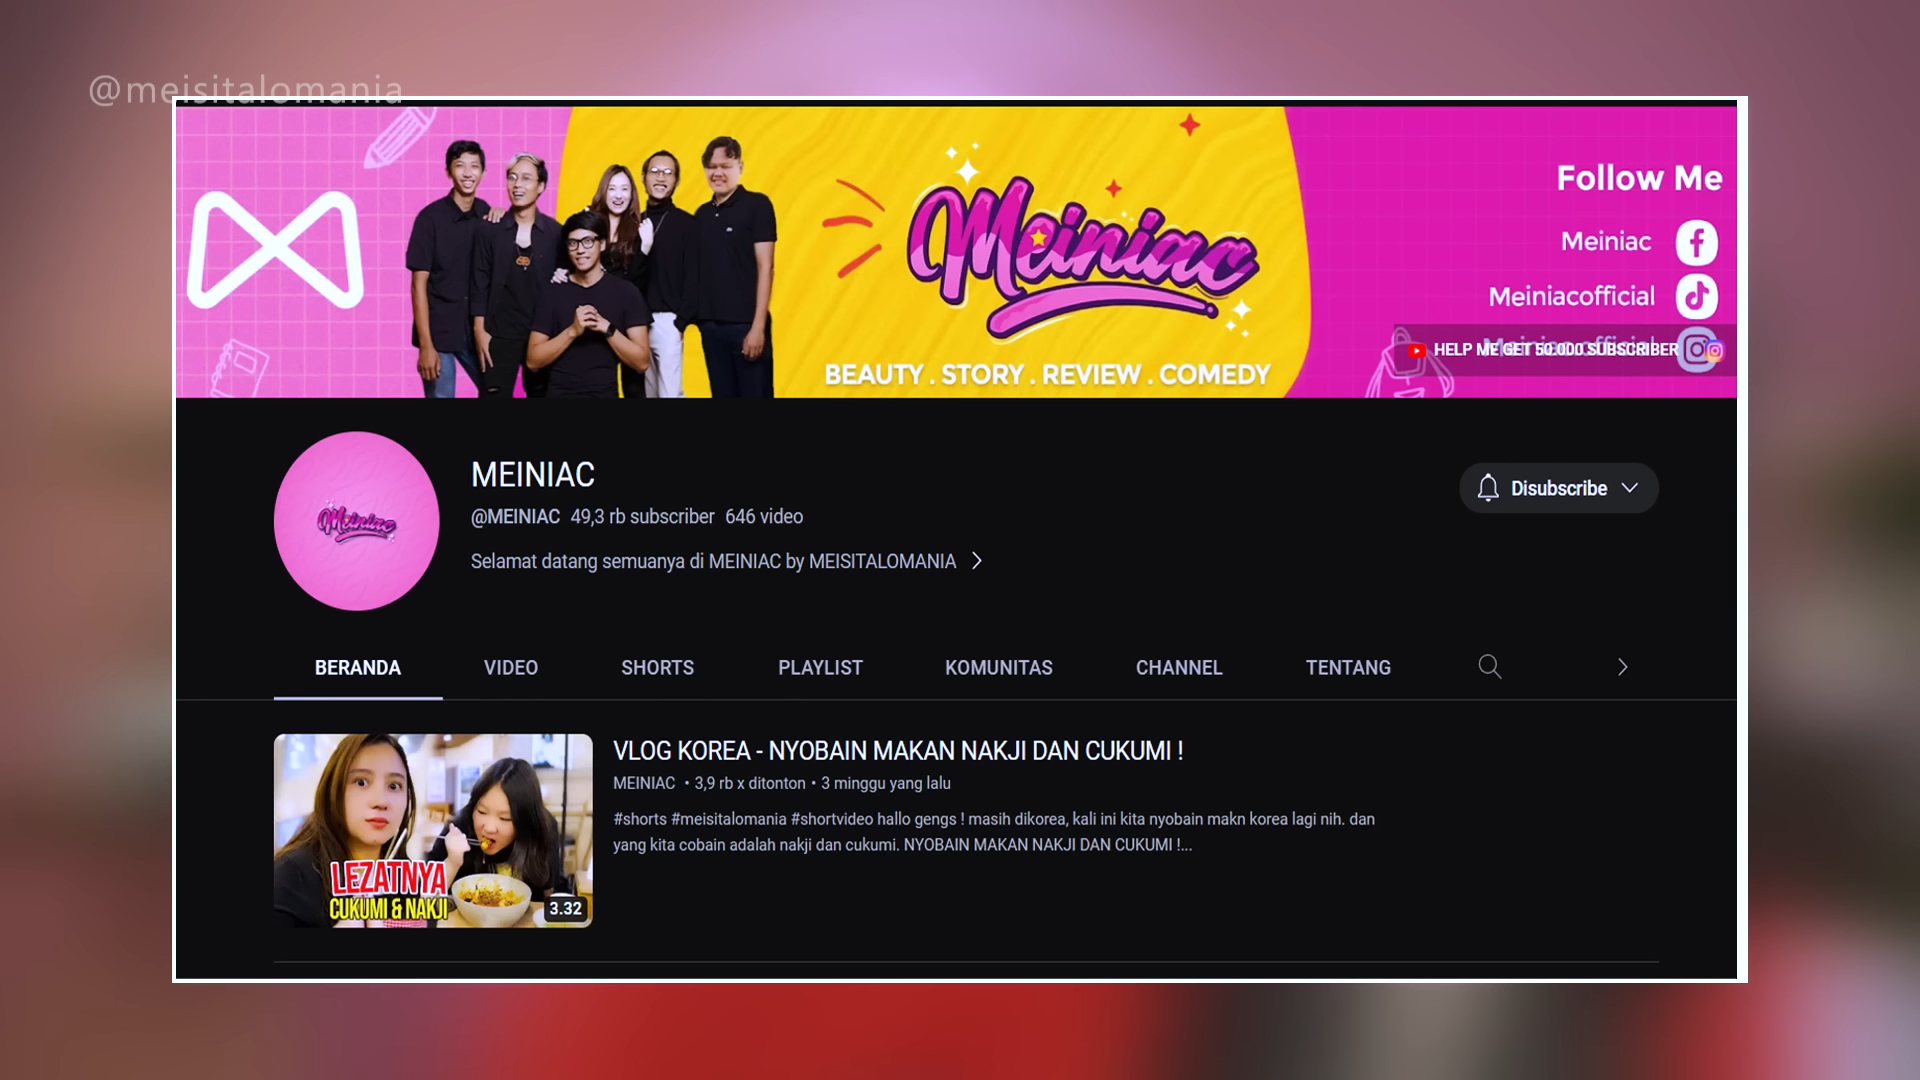 @meisitalomania
Meiniac
BEAUTY . STORY . REVIEW . COMEDY
Follow Me
Meiniac
Meiniacofficial
HELP ME GET 50.000 SUBSCRIBER
Meiniac
MEINIAC
@MEINIAC 49,3 rb subscriber 646 video
Selamat datang semuanya di MEINIAC by MEISITALOMANIA
Disubscribe
BERANDA VIDEO SHORTS PLAYLIST KOMUNITAS CHANNEL TENTANG
LEZATNYA
CUKUMI & NAKJI
3.32
VLOG KOREA - NYOBAIN MAKAN NAKJI DAN CUKUMI !
MEINIAC • 3,9 rb x ditonton • 3 minggu yang lalu
#shorts #meisitalomania #shortvideo hallo gengs ! masih dikorea, kali ini kita nyobain makn korea lagi nih. dan
yang kita cobain adalah nakji dan cukumi. NYOBAIN MAKAN NAKJI DAN CUKUMI !...